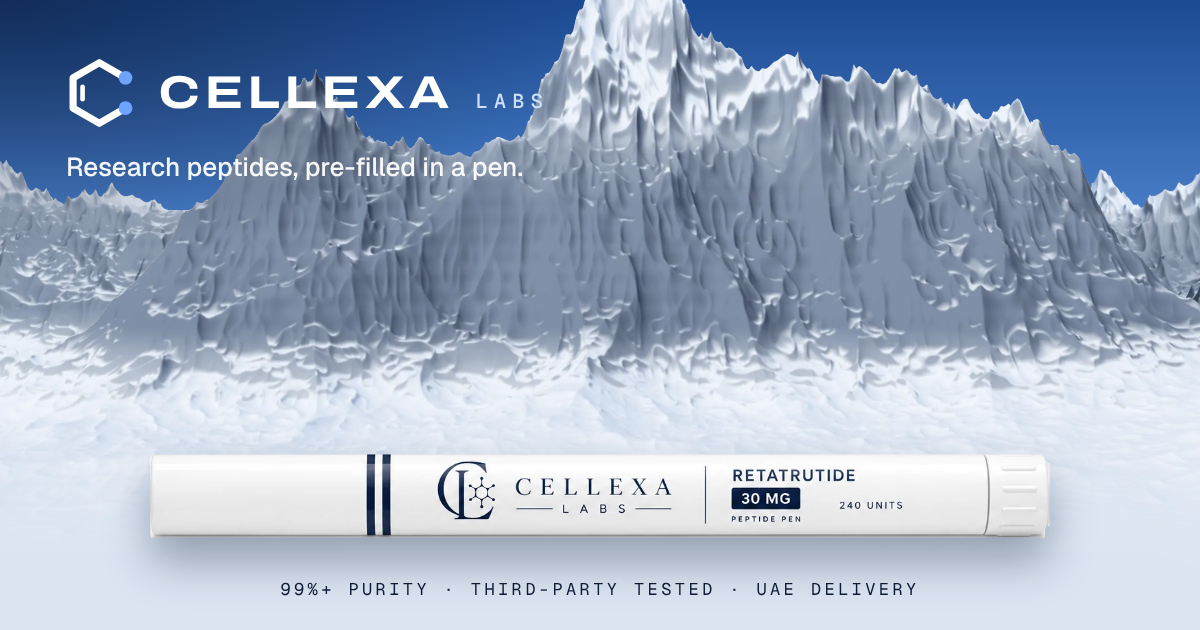 CELLEXA LABS
Research peptides, pre-filled in a pen.
CL
CELLEXA
LABS
RETATRUTIDE
30 MG
240 UNITS
PEPTIDE PEN
99%+ PURITY · THIRD-PARTY TESTED · UAE DELIVERY